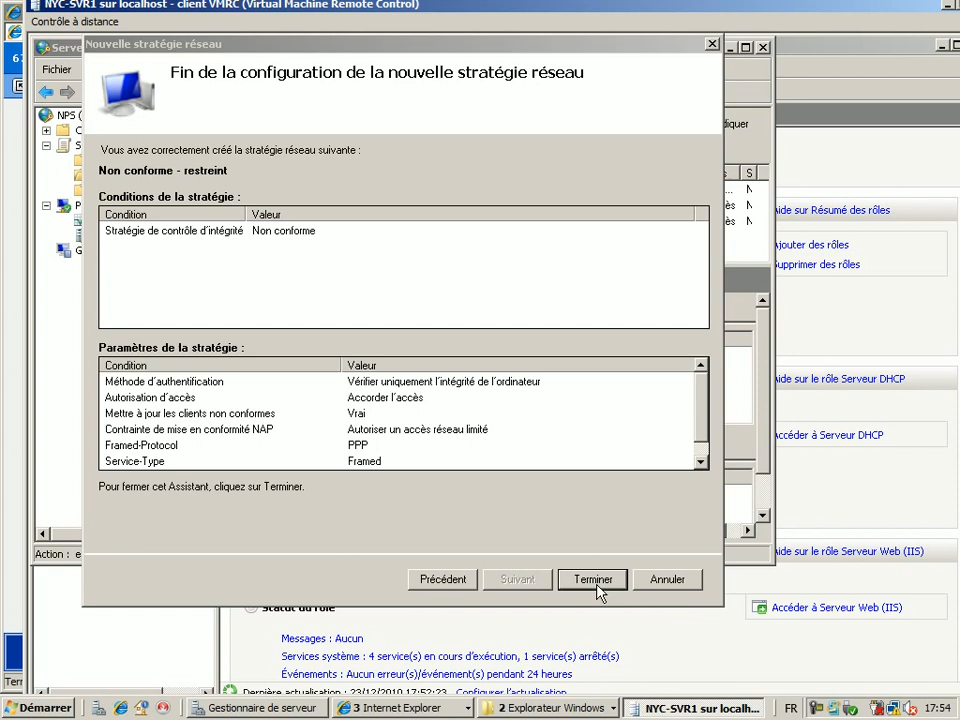 NYC-SVR1 sur localhost - client VMRC (Virtual Machine Remote Control)
Contrôle à distance
Nouvelle stratégie réseau
Fichier
Fin de la configuration de la nouvelle stratégie réseau
NPS (
Vous avez correctement créé la stratégie réseau suivante :
Non conforme - restreint
Conditions de la stratégie :
Condition Valeur
Stratégie de contrôle d'intégrité Non conforme
Aide sur Résumé des rôles
Ajouter des rôles
Supprimer des rôles
Paramètres de la stratégie :
Condition Valeur
Méthode d'authentification Vérifier uniquement l'intégrité de l'ordinateur
Autorisation d'accès Accorder l'accès
Mettre à jour les clients non conformes Vrai
Contrainte de mise en conformité NAP Autoriser un accès réseau limité
Framed-Protocol PPP
Service-Type Framed
Aide sur le rôle Serveur DHCP
Accéder à Serveur DHCP
Pour fermer cet Assistant, cliquez sur Terminer.
Action : e
Aide sur le rôle Serveur Web (IIS)
Précédent Suivant Terminer Annuler
Statut du rôle
Accéder à Serveur Web (IIS)
Messages : Aucun
Services système : 4 service(s) en cours d'exécution, 1 service(s) arrêté(s)
Événements : Aucun erreur(s)/événement(s) pendant 24 heures
Dernière actualisation : 23/12/2010 17:52:23 Configurer l'actualisation
Démarrer Gestionnaire de serveur 3 Internet Explorer 2 Explorateur Windows NYC-SVR1 sur localh... FR 17:54